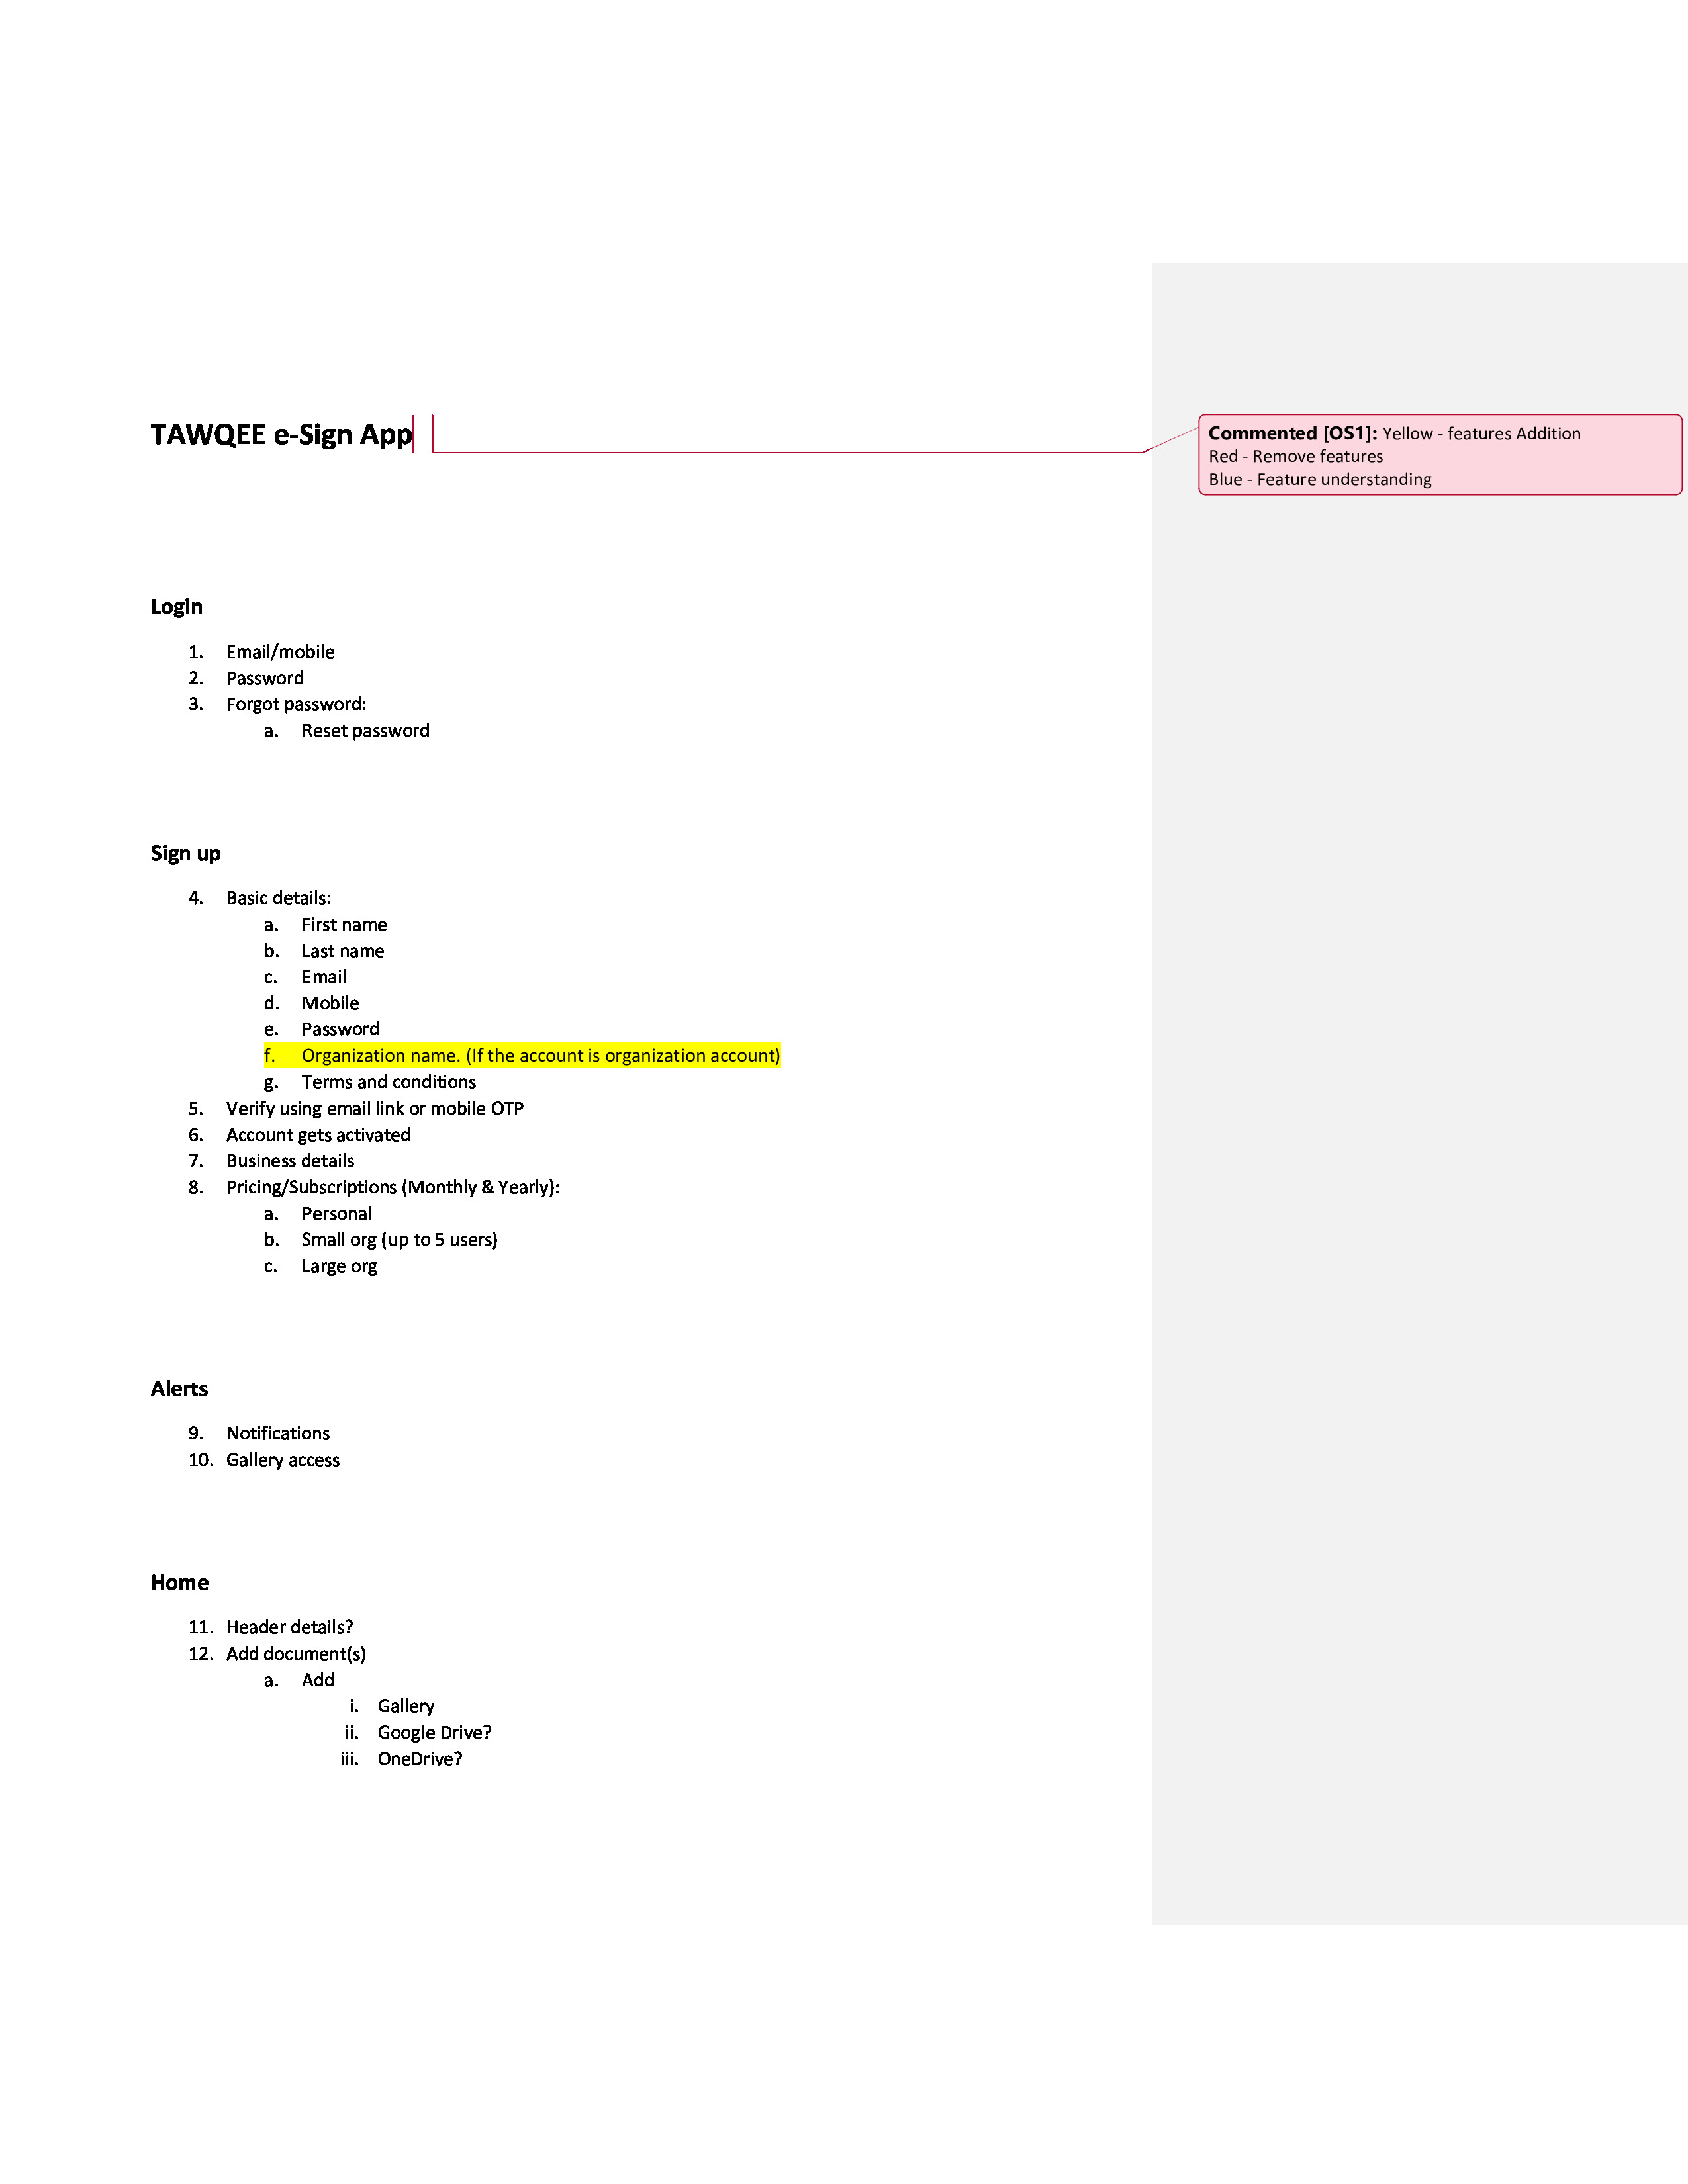 TAWQEE e-Sign App
Commented [OS1]: Yellow - features Addition
Red - Remove features
Blue - Feature understanding
Login
1. Email/mobile
2. Password
3. Forgot password:
a. Reset password
Sign up
4. Basic details:
a. First name
b. Last name
c. Email
d. Mobile
e. Password
f. Organization name. (If the account is organization account)
g. Terms and conditions
5. Verify using email link or mobile OTP
6. Account gets activated
7. Business details
8. Pricing/Subscriptions (Monthly & Yearly):
a. Personal
b. Small org (up to 5 users)
c. Large org
Alerts
9. Notifications
10. Gallery access
Home
11. Header details?
12. Add document(s)
a. Add
i. Gallery
ii. Google Drive?
iii. OneDrive?